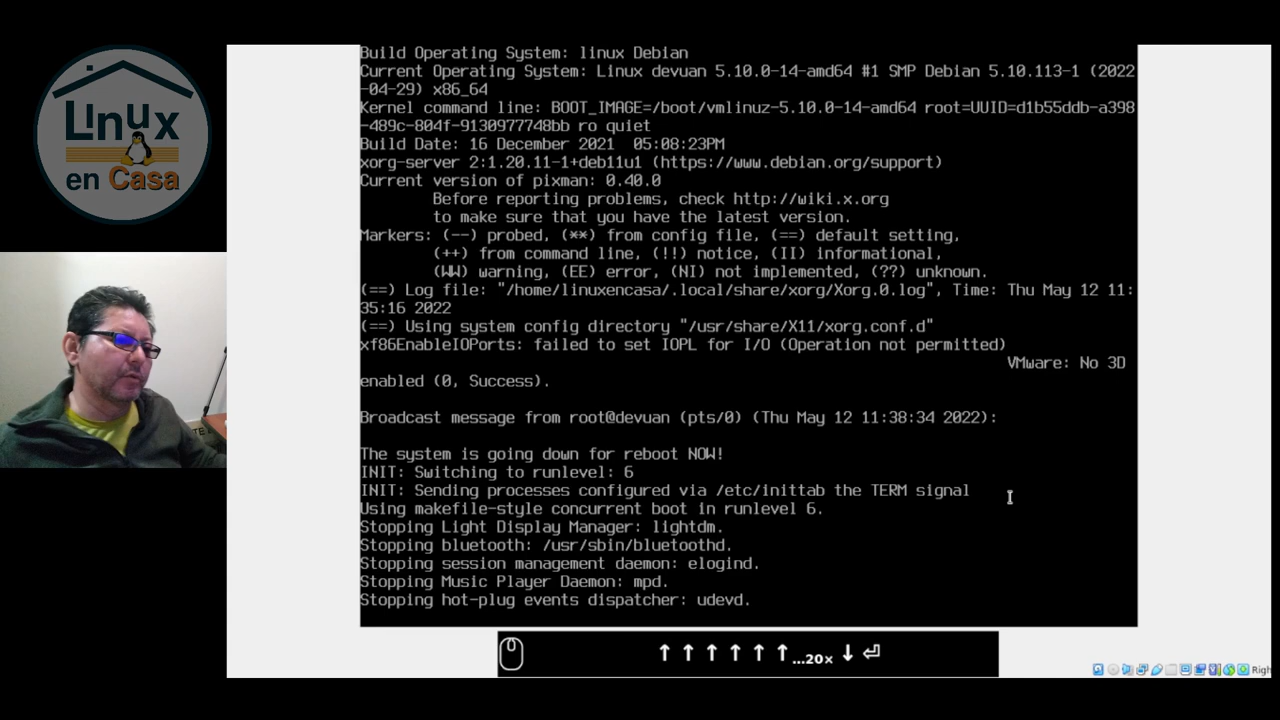 Linux
en Casa
Build Operating System: linux Debian
Current Operating System: Linux devuan 5.10.0-14-amd64 #1 SMP Debian 5.10.113-1 (2022
-04-29) x86_64
Kernel command line: BOOT_IMAGE=/boot/vmlinuz-5.10.0-14-amd64 root=UUID=d1b55ddb-a398
-489c-804f-9130977748bb ro quiet
Build Date: 16 December 2021  05:08:23PM
xorg-server 2:1.20.11-1+deb11u1 (https://www.debian.org/support)
Current version of pixman: 0.40.0
Before reporting problems, check http://wiki.x.org
to make sure that you have the latest version.
Markers: (--) probed, (**) from config file, (==) default setting,
(++) from command line, (!!) notice, (II) informational,
(WW) warning, (EE) error, (NI) not implemented, (??) unknown.
(==) Log file: "/home/linuxencasa/.local/share/xorg/Xorg.0.log", Time: Thu May 12 11:
35:16 2022
(==) Using system config directory "/usr/share/X11/xorg.conf.d"
xf86EnableIOPorts: failed to set IOPL for I/O (Operation not permitted)
VMware: No 3D
enabled (0, Success).
Broadcast message from root@devuan (pts/0) (Thu May 12 11:38:34 2022):
The system is going down for reboot NOW!
INIT: Switching to runlevel: 6
INIT: Sending processes configured via /etc/inittab the TERM signal
Using makefile-style concurrent boot in runlevel 6.
Stopping Light Display Manager: lightdm.
Stopping bluetooth: /usr/sbin/bluetoothd.
Stopping session management daemon: elogind.
Stopping Music Player Daemon: mpd.
Stopping hot-plug events dispatcher: udevd.
↑ ↑ ↑ ↑ ↑ ↑ ...20x ↓ ⏎
Righ